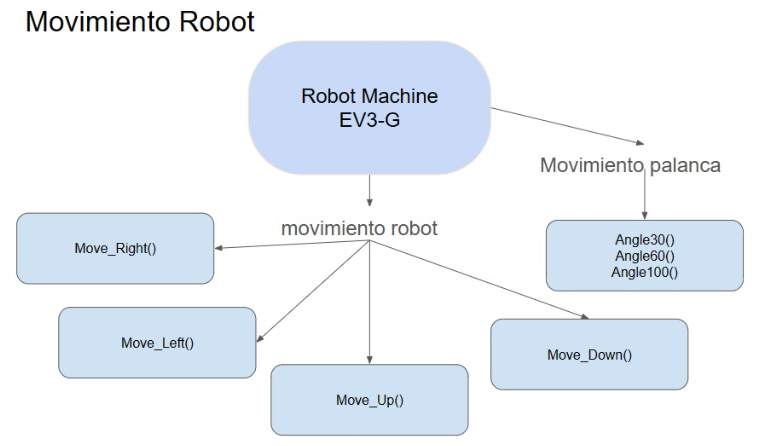 Movimiento Robot
Robot Machine
EV3-G
Movimiento palanca
movimiento robot
Move_Right()
Angle30()
Angle60()
Angle100()
Move_Left()
Move_Down()
Move_Up()